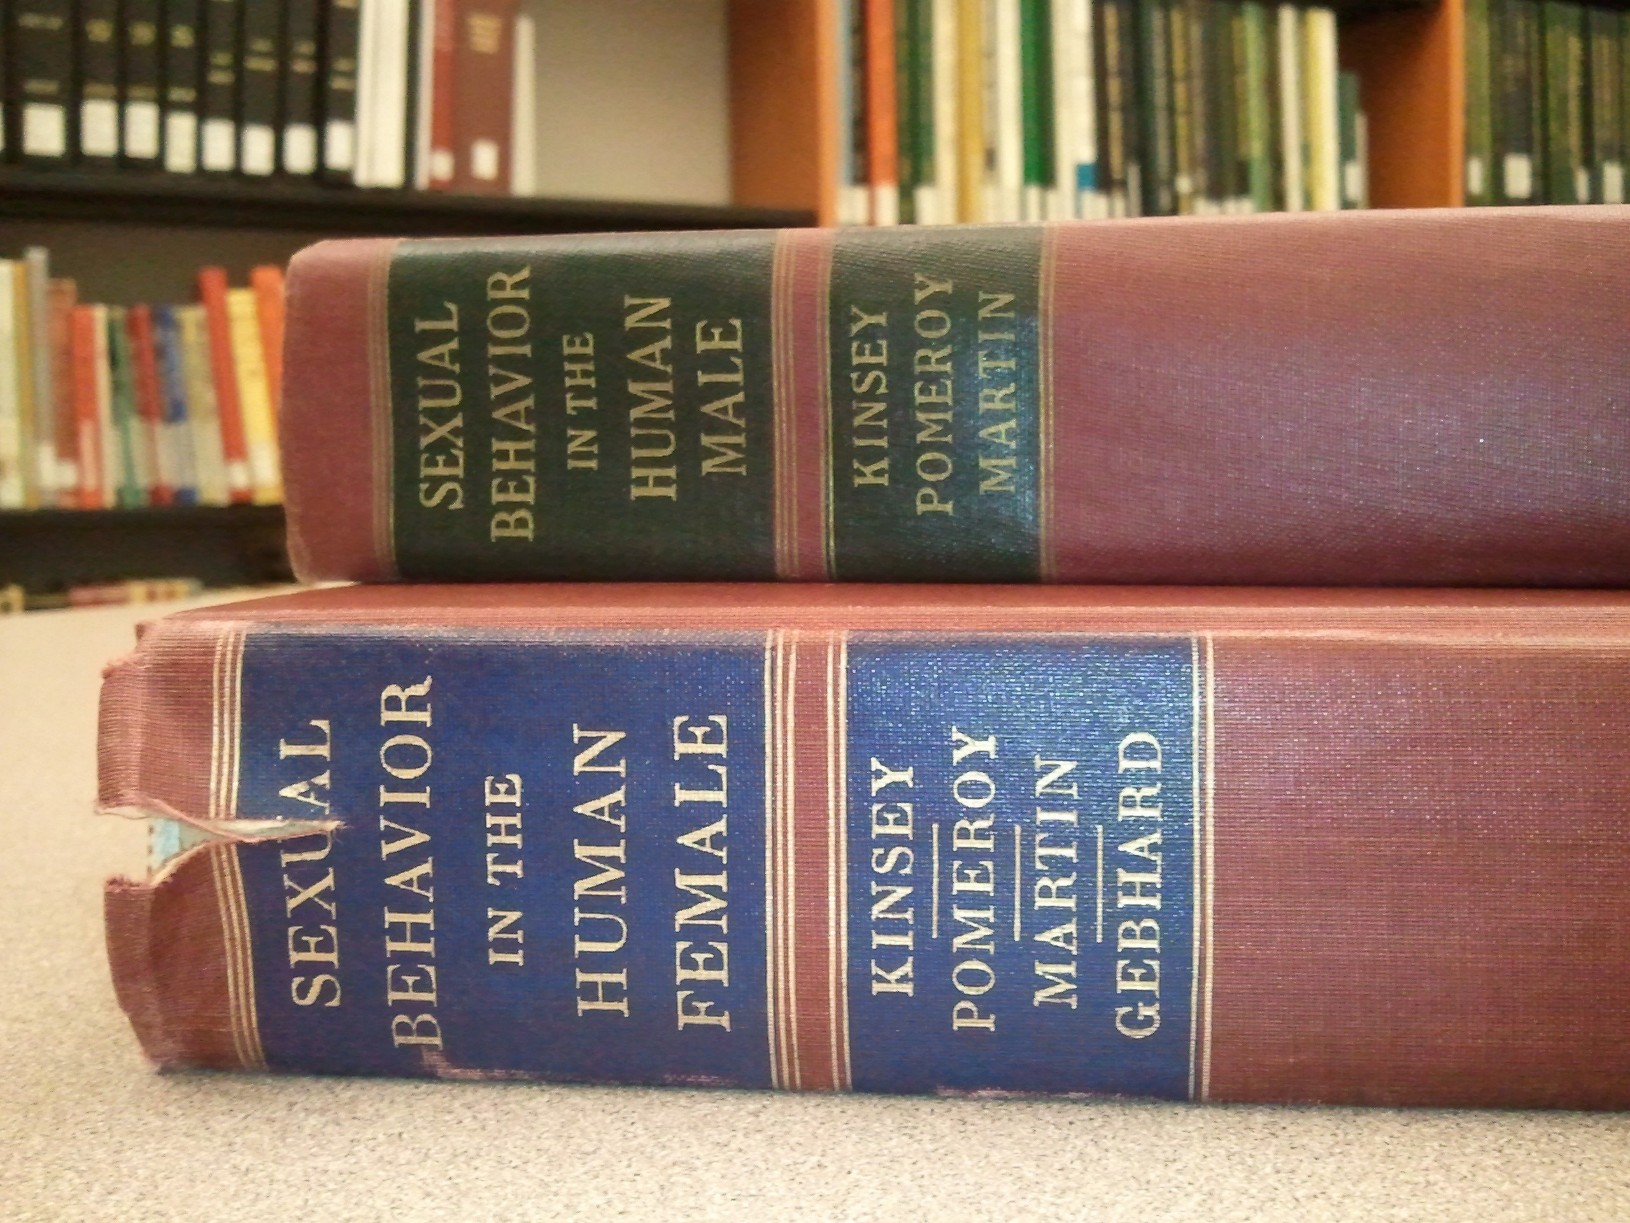 SEXUAL
BEHAVIOR
IN THE
HUMAN
MALE
KINSEY
POMEROY
MARTIN
SEXUAL
BEHAVIOR
IN THE
HUMAN
FEMALE
KINSEY
POMEROY
MARTIN
GEBHARD